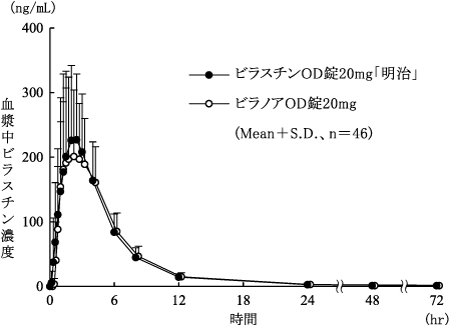 (ng/mL)
400
300
200
100
0
血漿中ビラスチン濃度
ビラスチンOD錠20mg「明治」
ビラノアOD錠20mg
(Mean+S.D.、n=46)
0 6 12 18 24 48 72
時間 (hr)